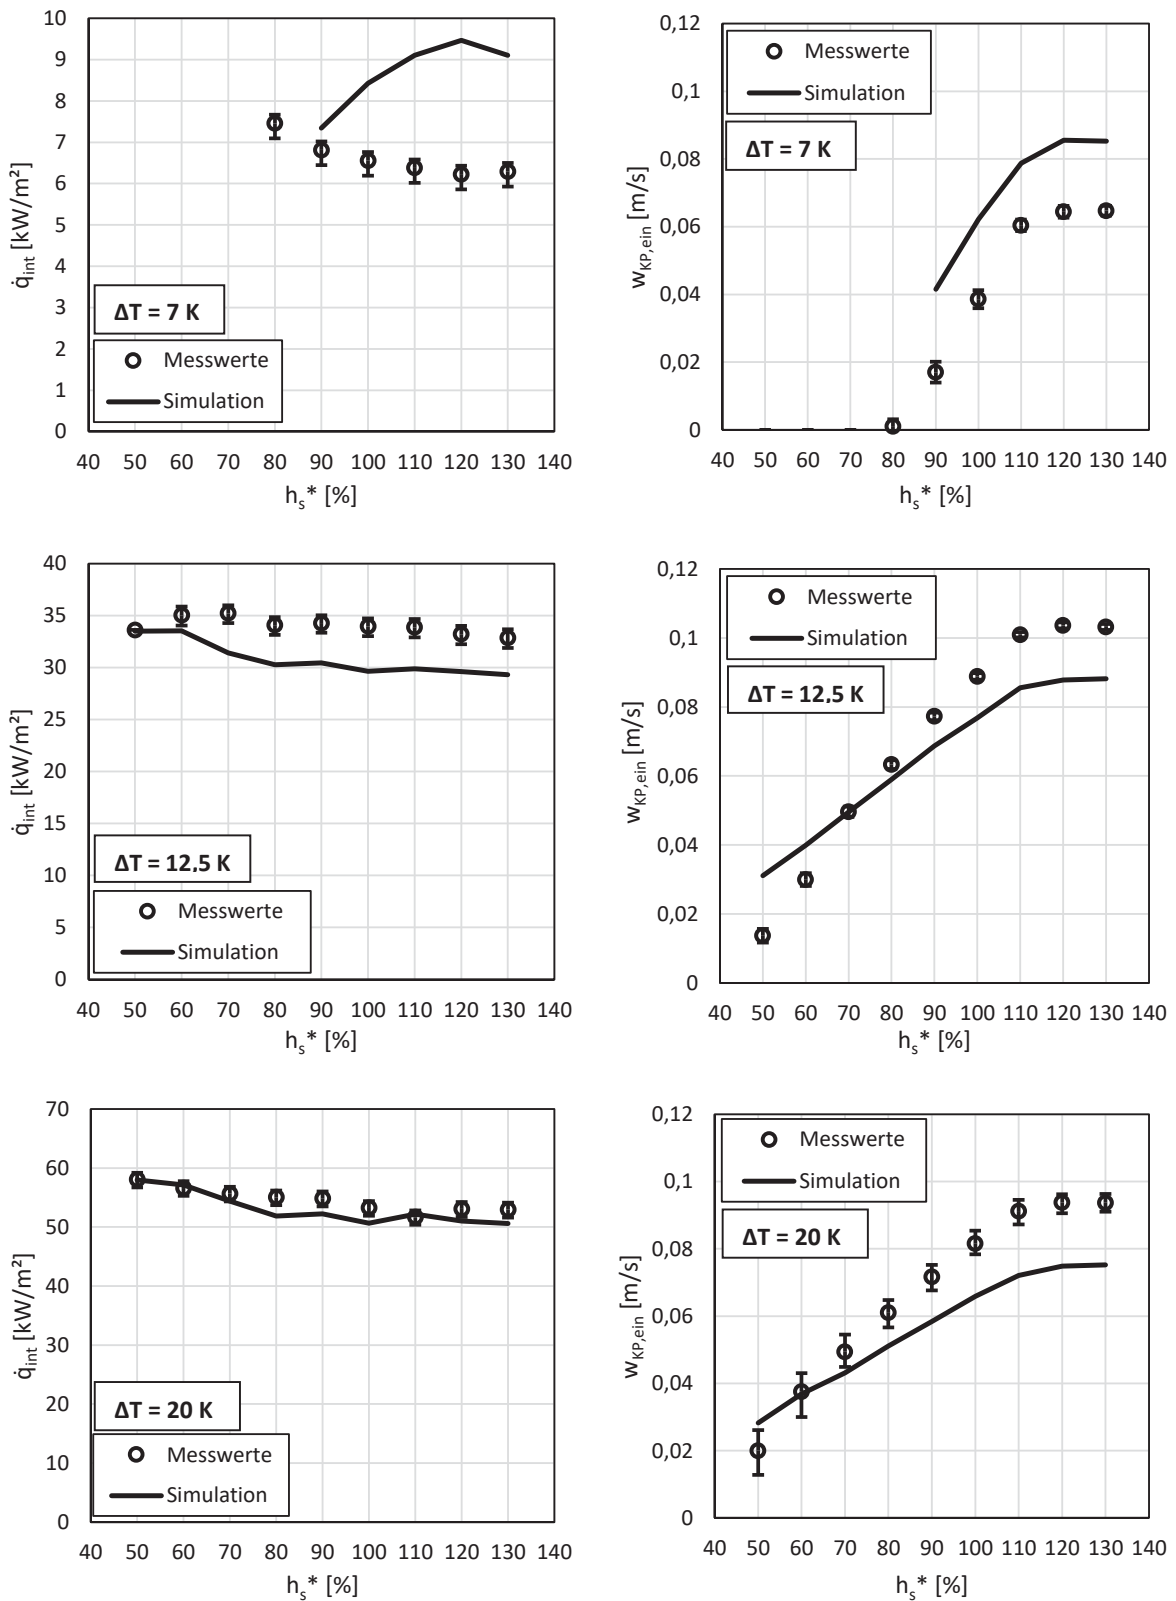 10
9
8
7
6
5
4
3
2
1
0
q̇int [kW/m²]
ΔT = 7 K
Messwerte
Simulation
40 50 60 70 80 90 100 110 120 130 140
hs* [%]
0,12
0,1
0,08
0,06
0,04
0,02
0
wKP,ein [m/s]
Messwerte
Simulation
ΔT = 7 K
40 50 60 70 80 90 100 110 120 130 140
hs* [%]
40
35
30
25
20
15
10
5
0
q̇int [kW/m²]
ΔT = 12,5 K
Messwerte
Simulation
40 50 60 70 80 90 100 110 120 130 140
hs* [%]
0,12
0,1
0,08
0,06
0,04
0,02
0
wKP,ein [m/s]
Messwerte
Simulation
ΔT = 12,5 K
40 50 60 70 80 90 100 110 120 130 140
hs* [%]
70
60
50
40
30
20
10
0
q̇int [kW/m²]
ΔT = 20 K
Messwerte
Simulation
40 50 60 70 80 90 100 110 120 130 140
hs* [%]
0,12
0,1
0,08
0,06
0,04
0,02
0
wKP,ein [m/s]
Messwerte
Simulation
ΔT = 20 K
40 50 60 70 80 90 100 110 120 130 140
hs* [%]